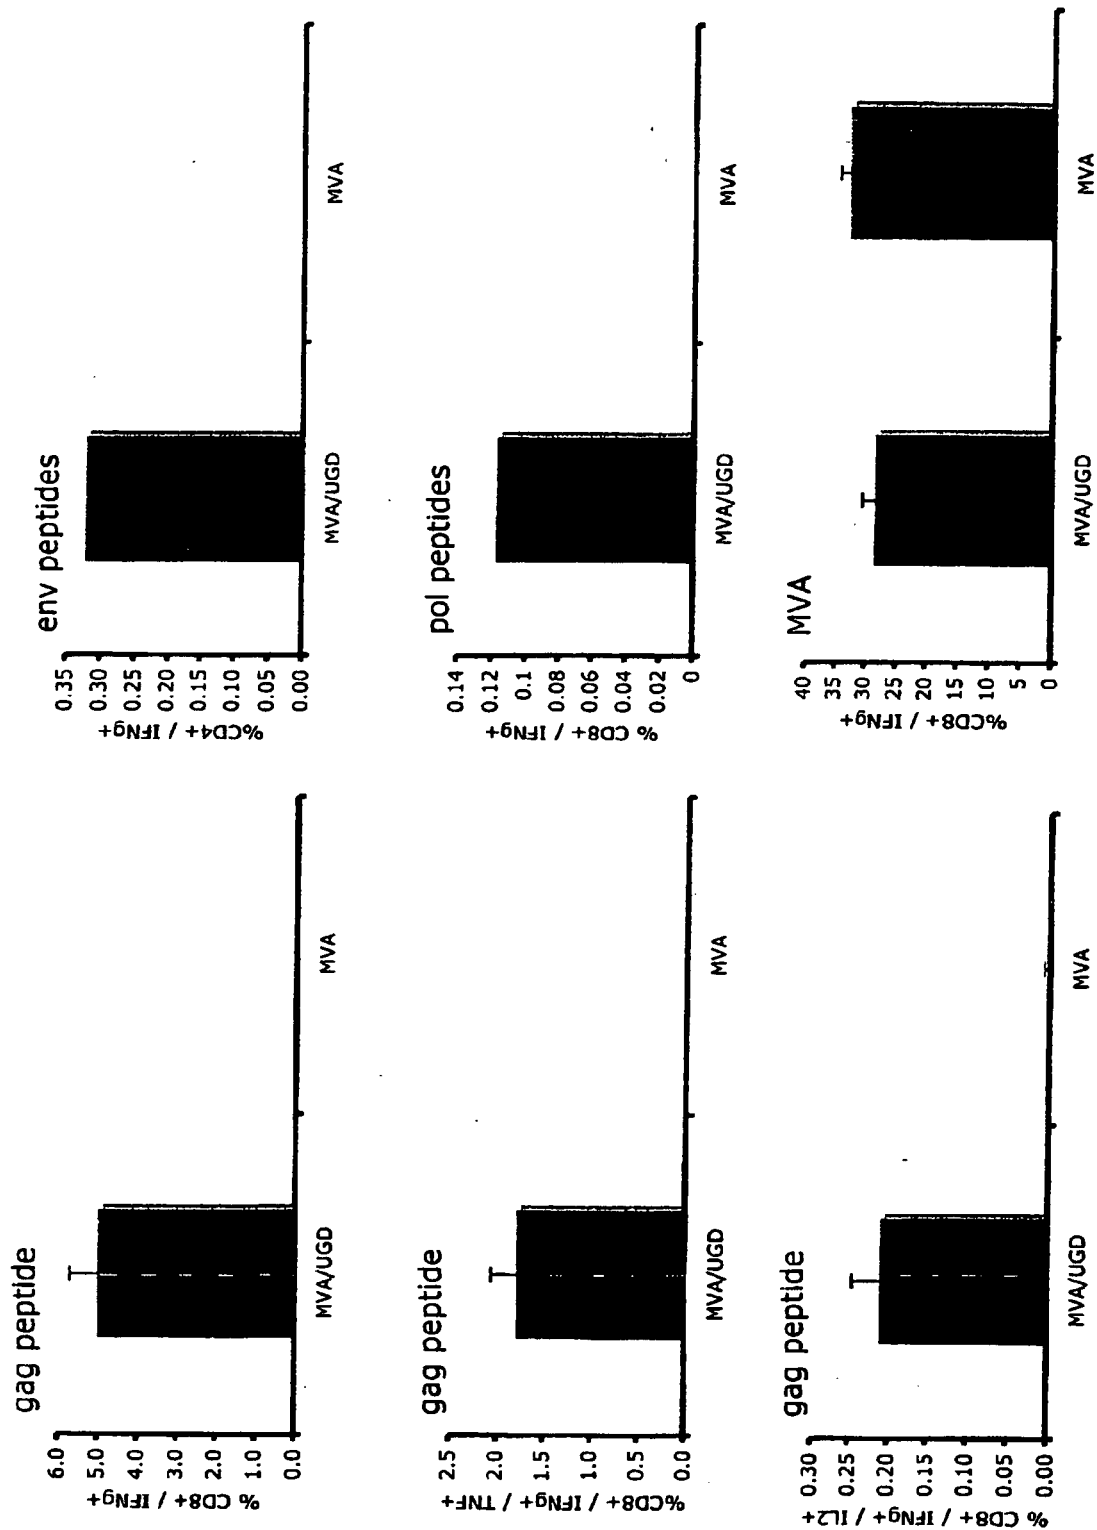 gag peptide
% CD8+ / IFNg+
6.0
5.0
4.0
3.0
2.0
1.0
0.0
MVA/UGD
MVA
env peptides
%CD4+ / IFNg+
0.35
0.30
0.25
0.20
0.15
0.10
0.05
0.00
MVA/UGD
MVA
gag peptide
%CD8+ / IFNg+ / TNF+
2.5
2.0
1.5
1.0
0.5
0.0
MVA/UGD
MVA
pol peptides
% CD8+ / IFNg+
0.14
0.12
0.1
0.08
0.06
0.04
0.02
0
MVA/UGD
MVA
gag peptide
% CD8+ / IFNg+ / IL2+
0.30
0.25
0.20
0.15
0.10
0.05
0.00
MVA/UGD
MVA
MVA
%CD8+ / IFNg+
40
35
30
25
20
15
10
5
0
MVA/UGD
MVA